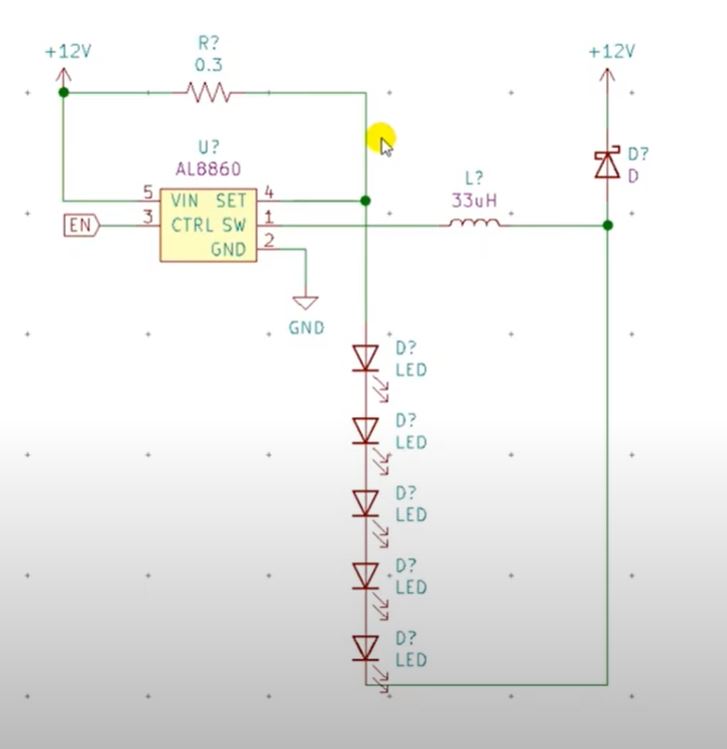 +12V
R?
0.3
+12V
U?
AL8860
D?
D
5
VIN
SET
4
L?
33uH
EN
3
CTRL
SW
1
GND
2
GND
D?
LED
D?
LED
D?
LED
D?
LED
D?
LED